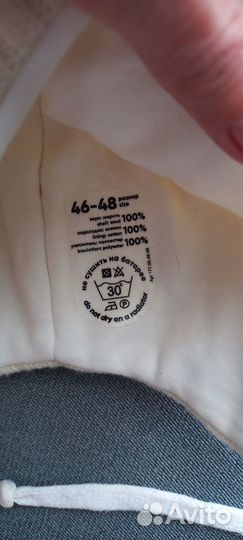 46-48 размер
size
верх: шерсть 100%
shell: wool
подкладка: хлопок 100%
lining: cotton
утеплитель: полиэстер 100%
insulation: polyester
не сушить на батарее
30°
do not dry on a radiator
Avito